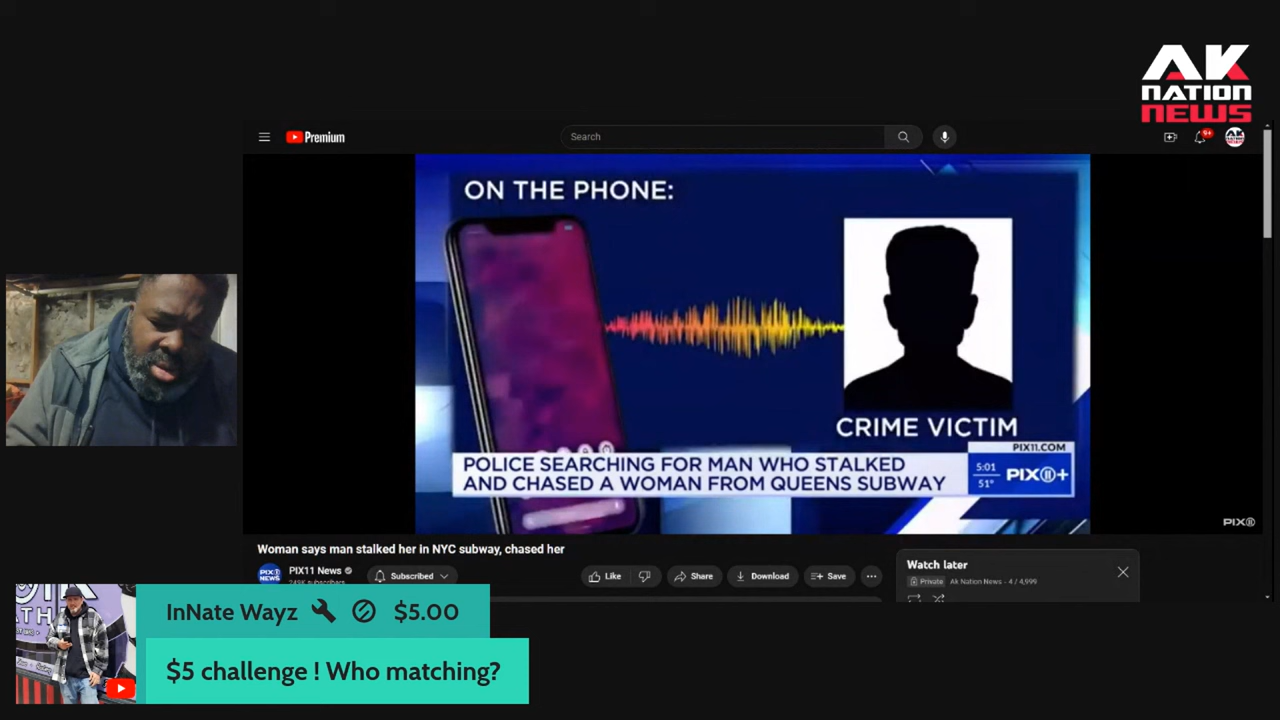 AK
NATION
NEWS
Premium
Search
9+
ON THE PHONE:
CRIME VICTIM
PIX11.COM
POLICE SEARCHING FOR MAN WHO STALKED
AND CHASED A WOMAN FROM QUEENS SUBWAY
5:01
51°
PIX11+
PIX11
Woman says man stalked her in NYC subway, chased her
PIX11 News
Subscribed
Like
Share
Download
Save
Watch later
Private
Ak Nation News - 4 / 4,999
InNate Wayz $5.00
$5 challenge ! Who matching?